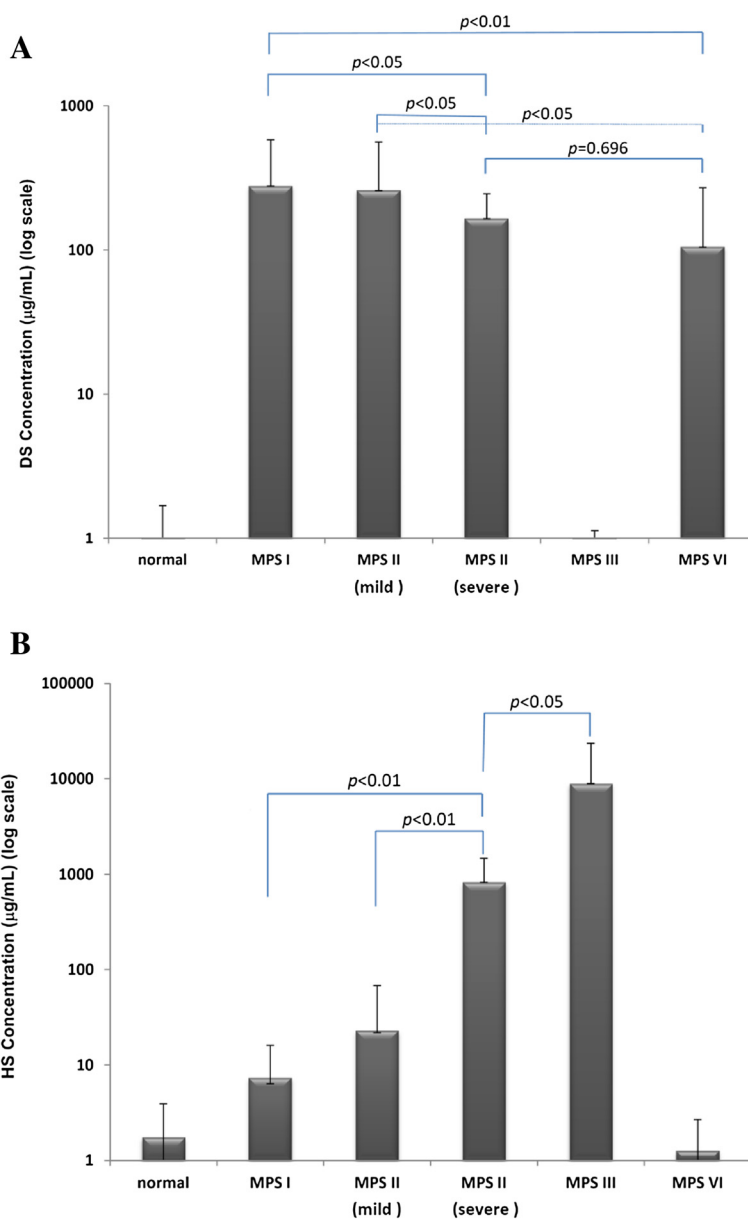 A
p<0.01
p<0.05
p<0.05
p<0.05
p=0.696
DS Concentration (μg/mL) (log scale)
1000
100
10
1
normal
MPS I
MPS II
(mild )
MPS II
(severe )
MPS III
MPS VI
B
p<0.05
p<0.01
p<0.01
HS Concentration (μg/mL) (log scale)
100000
10000
1000
100
10
1
normal
MPS I
MPS II
(mild )
MPS II
(severe )
MPS III
MPS VI